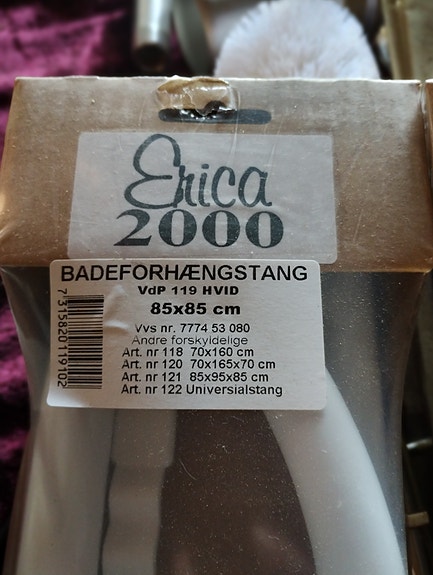 Erica
2000
BADEFORHÆNGSTANG
VdP 119 HVID
85x85 cm
Vvs nr. 7774 53 080
Andre forskydelige
Art. nr 118 70x160 cm
Art. nr 120 70x165x70 cm
Art. nr 121 85x95x85 cm
Art. nr 122 Universialstang
7 315820 119102